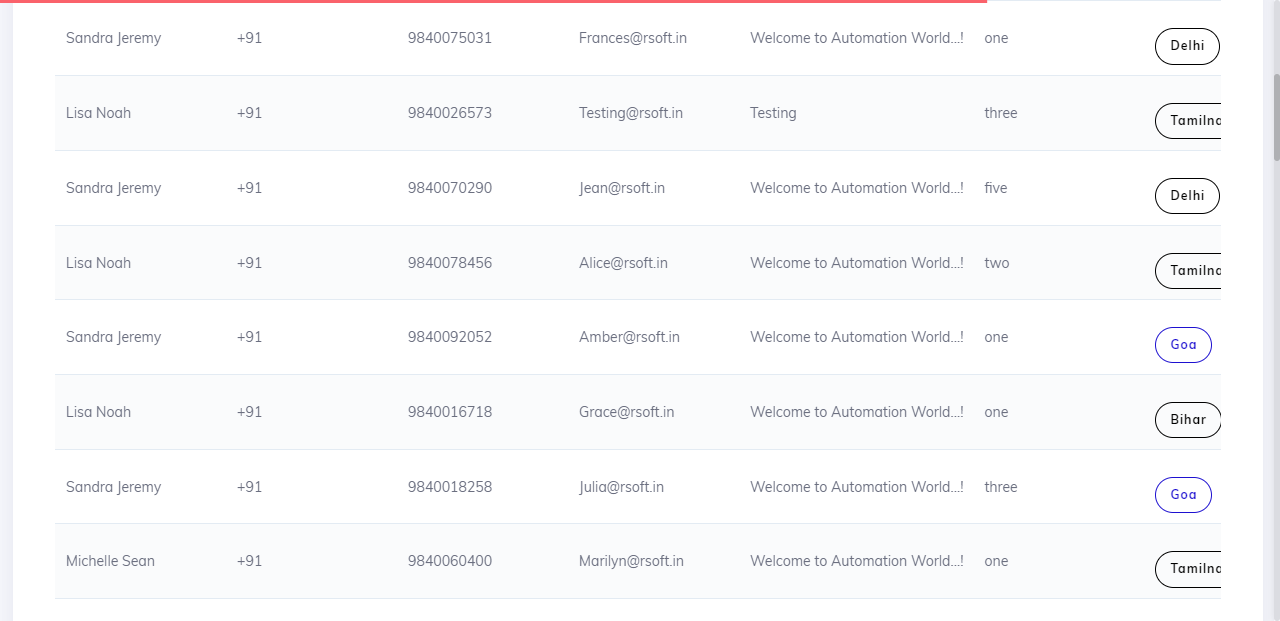 Sandra Jeremy +91 9840075031 Frances@rsoft.in Welcome to Automation World...! one Delhi
Lisa Noah +91 9840026573 Testing@rsoft.in Testing three Tamilna
Sandra Jeremy +91 9840070290 Jean@rsoft.in Welcome to Automation World...! five Delhi
Lisa Noah +91 9840078456 Alice@rsoft.in Welcome to Automation World...! two Tamilna
Sandra Jeremy +91 9840092052 Amber@rsoft.in Welcome to Automation World...! one Goa
Lisa Noah +91 9840016718 Grace@rsoft.in Welcome to Automation World...! one Bihar
Sandra Jeremy +91 9840018258 Julia@rsoft.in Welcome to Automation World...! three Goa
Michelle Sean +91 9840060400 Marilyn@rsoft.in Welcome to Automation World...! one Tamilna